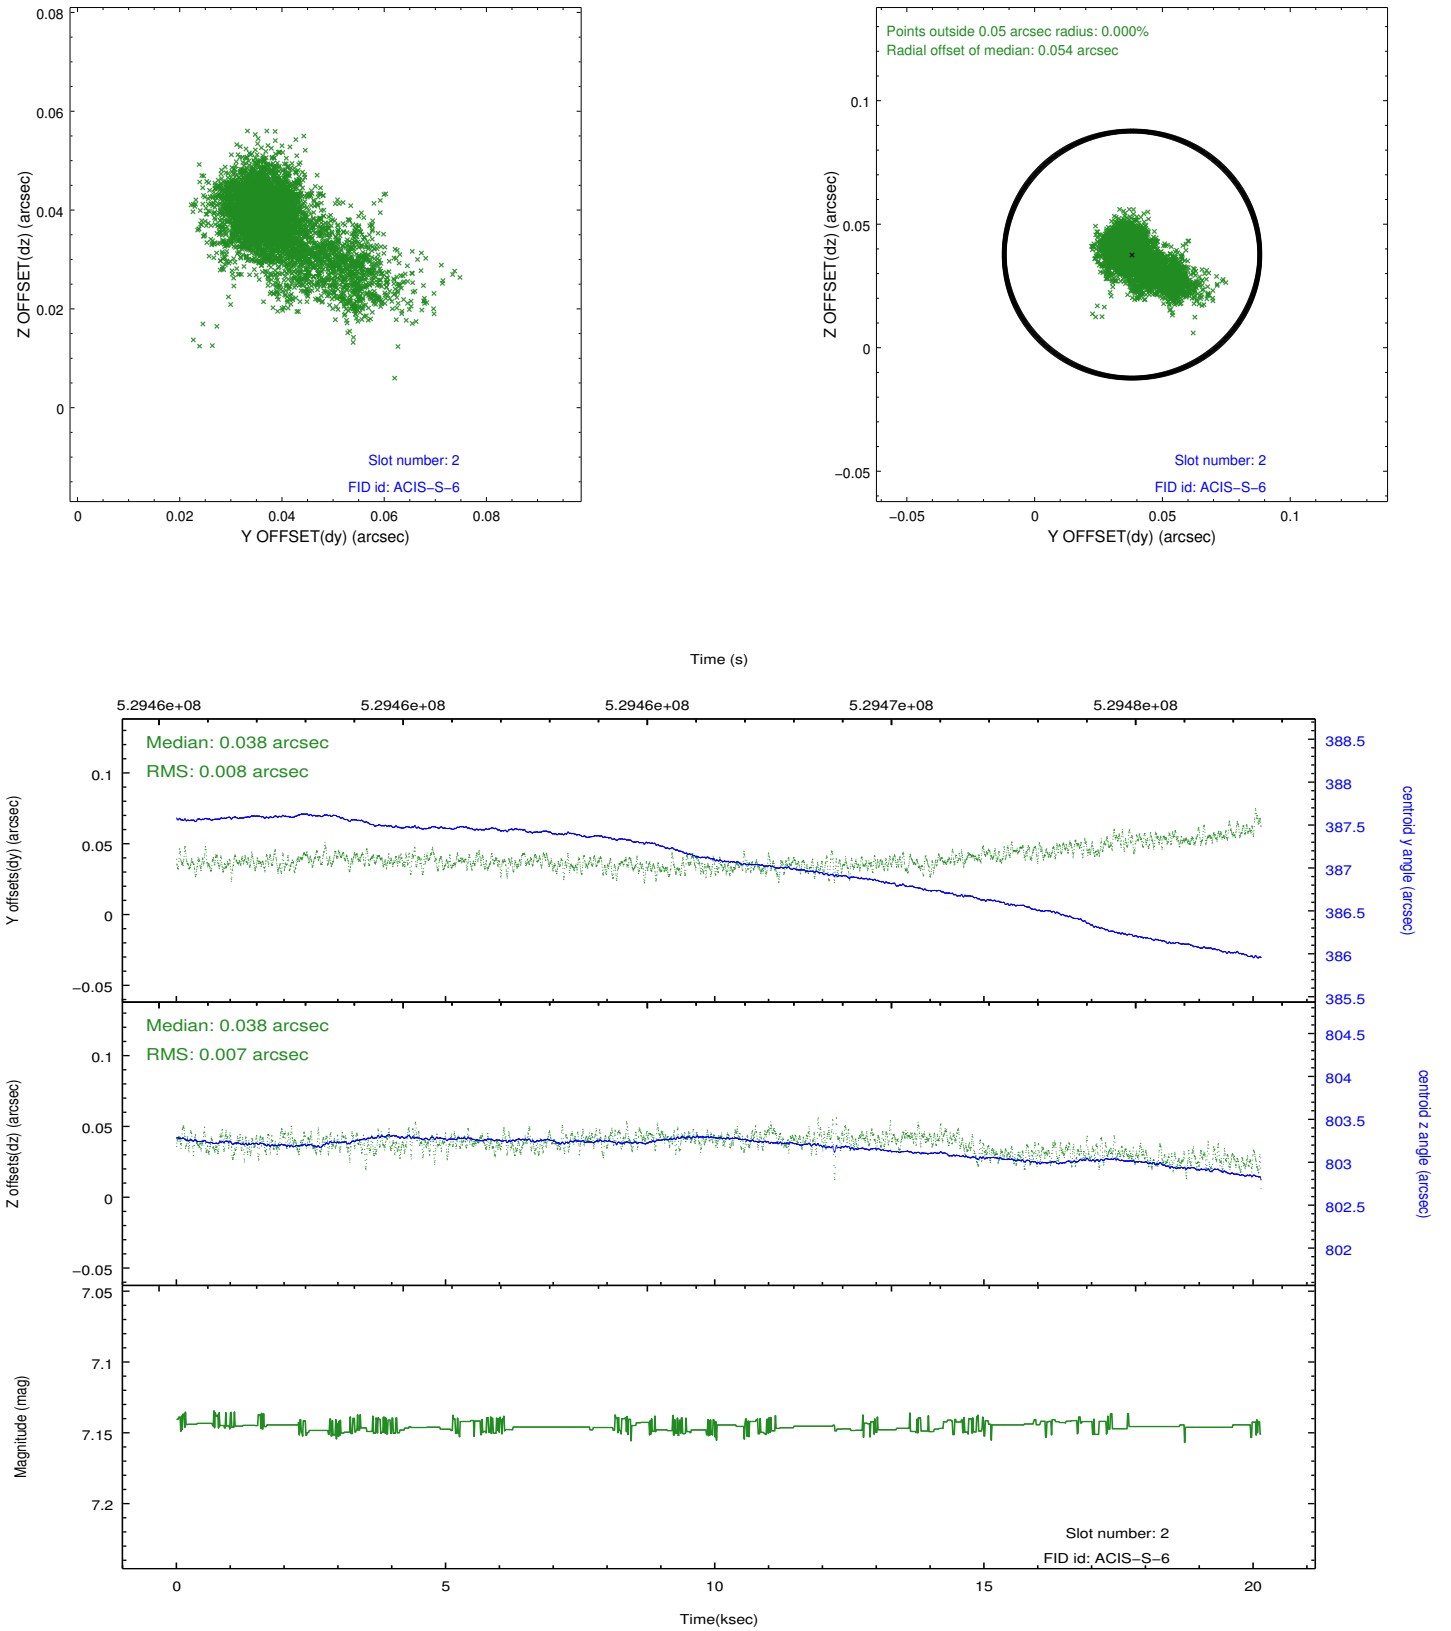 0.08
0.06
0.04
0.02
0
Z OFFSET(dz) (arcsec)
Slot number: 2
FID id: ACIS−S−6
0 0.02 0.04 0.06 0.08
Y OFFSET(dy) (arcsec)
Points outside 0.05 arcsec radius: 0.000%
Radial offset of median: 0.054 arcsec
0.1
0.05
0
−0.05
Z OFFSET(dz) (arcsec)
Slot number: 2
FID id: ACIS−S−6
−0.05 0 0.05 0.1
Y OFFSET(dy) (arcsec)
Time (s)
5.2946e+08 5.2946e+08 5.2946e+08 5.2947e+08 5.2948e+08
Median: 0.038 arcsec
RMS: 0.008 arcsec
0.1
0.05
0
−0.05
Y offsets(dy) (arcsec)
388.5
388
387.5
387
386.5
386
385.5
centroid y angle (arcsec)
Median: 0.038 arcsec
RMS: 0.007 arcsec
0.1
0.05
0
−0.05
Z offsets(dz) (arcsec)
804.5
804
803.5
803
802.5
802
centroid z angle (arcsec)
7.05
7.1
7.15
7.2
Magnitude (mag)
Slot number: 2
FID id: ACIS−S−6
0 5 10 15 20
Time(ksec)